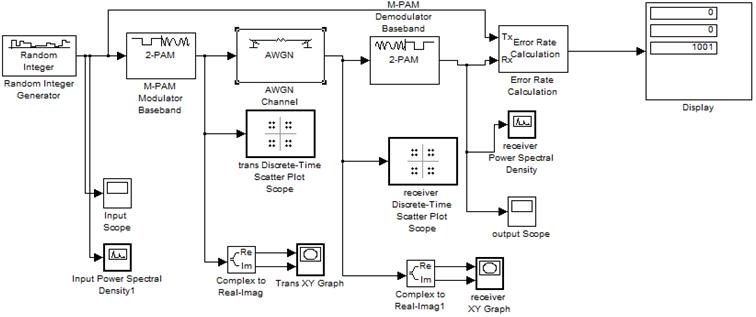 M-PAM
Demodulator
Baseband
0
0
1001
Display
Random
Integer
Random Integer
Generator
2-PAM
M-PAM
Modulator
Baseband
AWGN
AWGN
Channel
2-PAM
Tx
Rx
Error Rate
Calculation
Error Rate
Calculation
trans Discrete-Time
Scatter Plot
Scope
receiver
Discrete-Time
Scatter Plot
Scope
receiver
Power Spectral
Density
Input
Scope
output Scope
Input Power Spectral
Density1
Re
Im
Complex to
Real-Imag
Trans XY Graph
Re
Im
Complex to
Real-Imag1
receiver
XY Graph